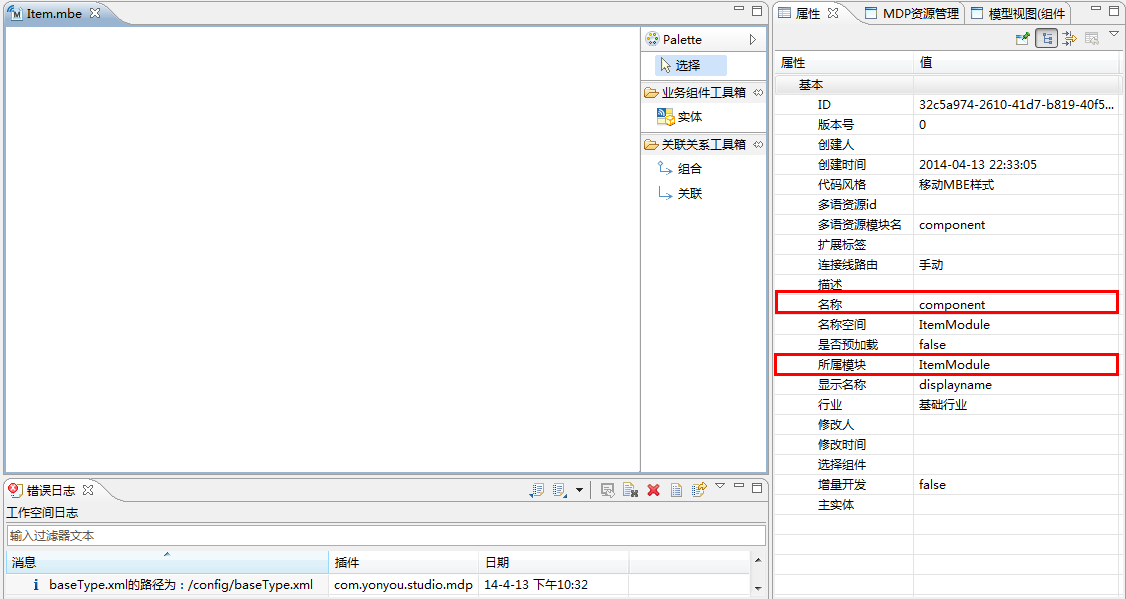 Item.mbe
Palette
选择
业务组件工具箱
实体
关联关系工具箱
组合
关联
属性 MDP资源管理 模型视图(组件
属性 值
基本
ID 32c5a974-2610-41d7-b819-40f5...
版本号 0
创建人
创建时间 2014-04-13 22:33:05
代码风格 移动MBE样式
多语资源id
多语资源模块名 component
扩展标签
连接线路由 手动
描述
名称 component
名称空间 ItemModule
是否预加载 false
所属模块 ItemModule
显示名称 displayname
行业 基础行业
修改人
修改时间
选择组件
增量开发 false
主实体
错误日志
工作空间日志
输入过滤器文本
消息 插件 日期
baseType.xml的路径为：/config/baseType.xml com.yonyou.studio.mdp 14-4-13 下午10:32